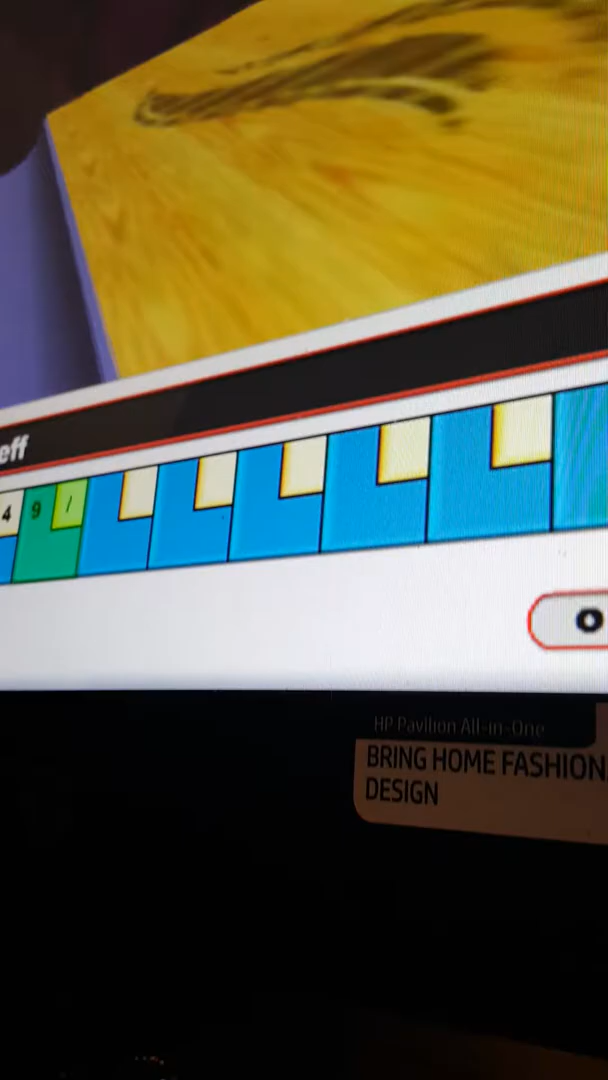 eff
4 9 /
O
HP Pavilion All-in-One
BRING HOME FASHION
DESIGN